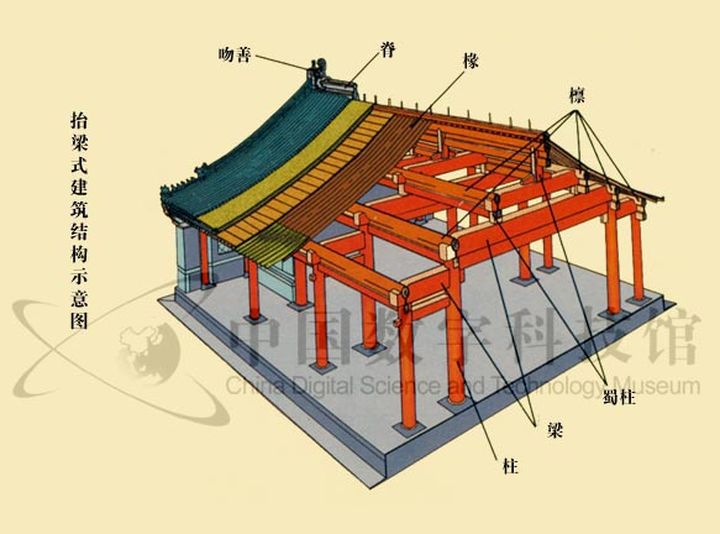 吻善
脊
椽
檩
抬梁式建筑结构示意图
中国数字科技馆
China Digital Science and Technology Museum
蜀柱
梁
柱